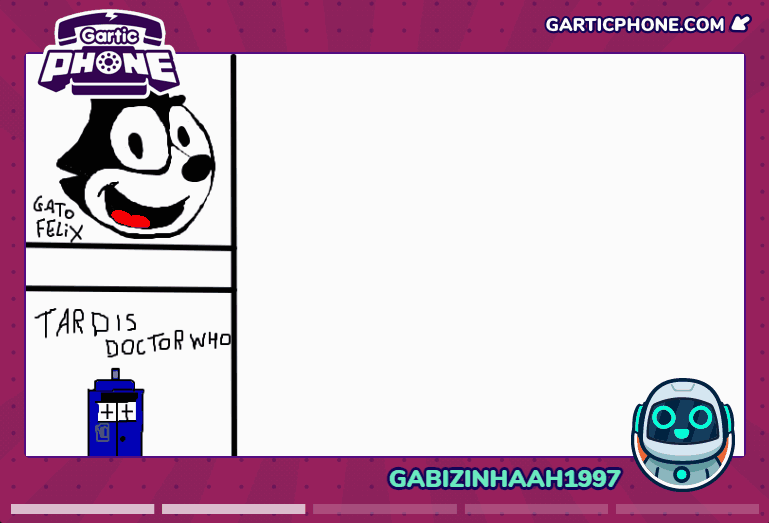 Gartic
PHONE
GARTICPHONE.COM
GATO
FELIX
TARDIS
DOCTOR WHO
GABIZINHAAH1997